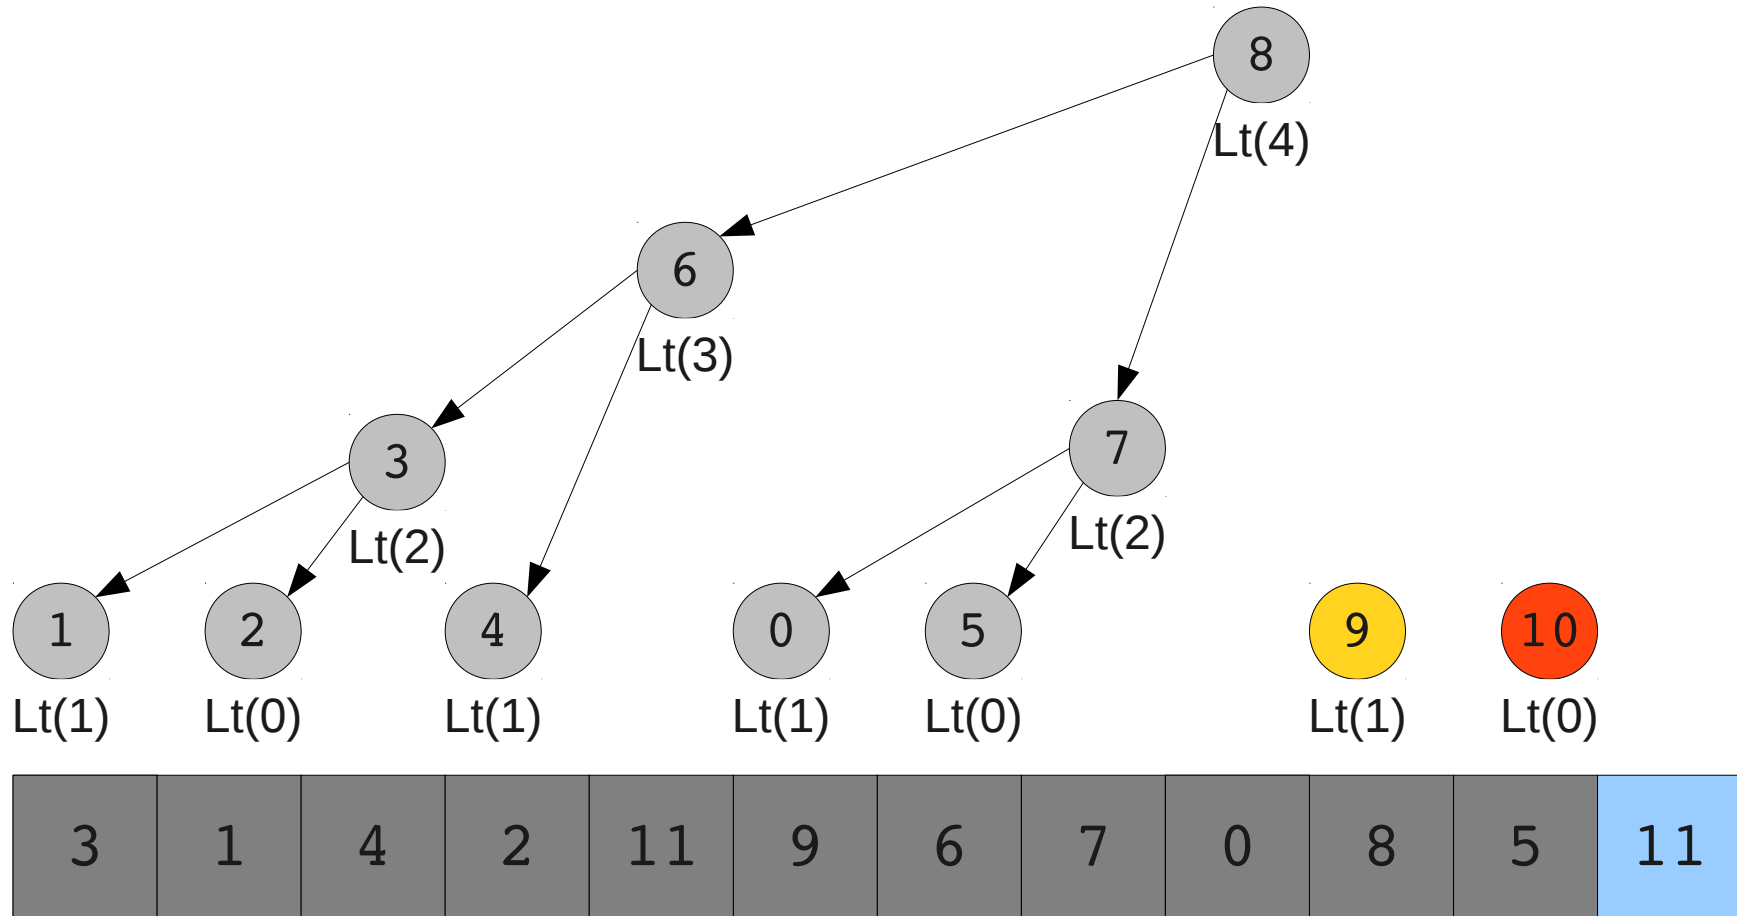 8
Lt(4)
6
Lt(3)
3
7
Lt(2)
Lt(2)
1 2 4 0 5 9 10
Lt(1) Lt(0) Lt(1) Lt(1) Lt(0) Lt(1) Lt(0)
3 1 4 2 11 9 6 7 0 8 5 11